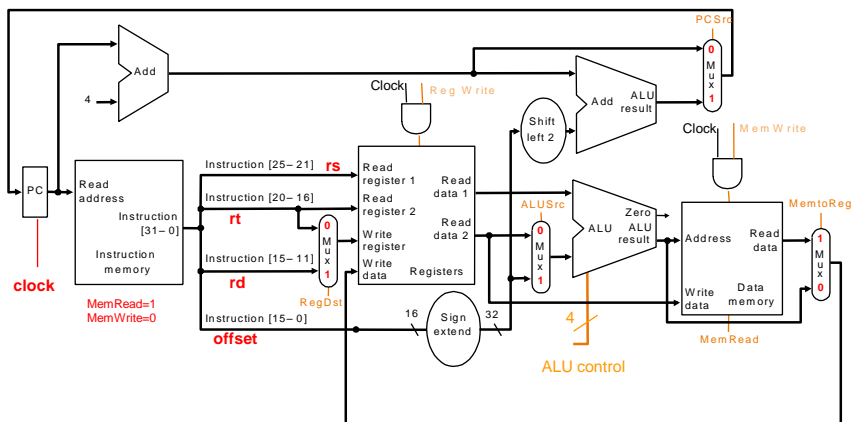 PCSrc
0
Mux
1
Add
4
Clock
Reg Write
Add
ALU
result
Shift
left 2
Clock
MemWrite
PC
Read
address
Instruction
[31–0]
Instruction
memory
clock
MemRead=1
MemWrite=0
Instruction [25–21]
rs
Instruction [20–16]
rt
Instruction [15–11]
rd
Instruction [15–0]
offset
0
Mux
1
RegDst
Read
register 1
Read
register 2
Write
register
Write
data
Read
data 1
Read
data 2
Registers
16
Sign
extend
32
ALUSrc
0
Mux
1
Zero
ALU
ALU
result
4
ALU control
Address
Read
data
Write
data
Data
memory
MemRead
MemtoReg
1
Mux
0